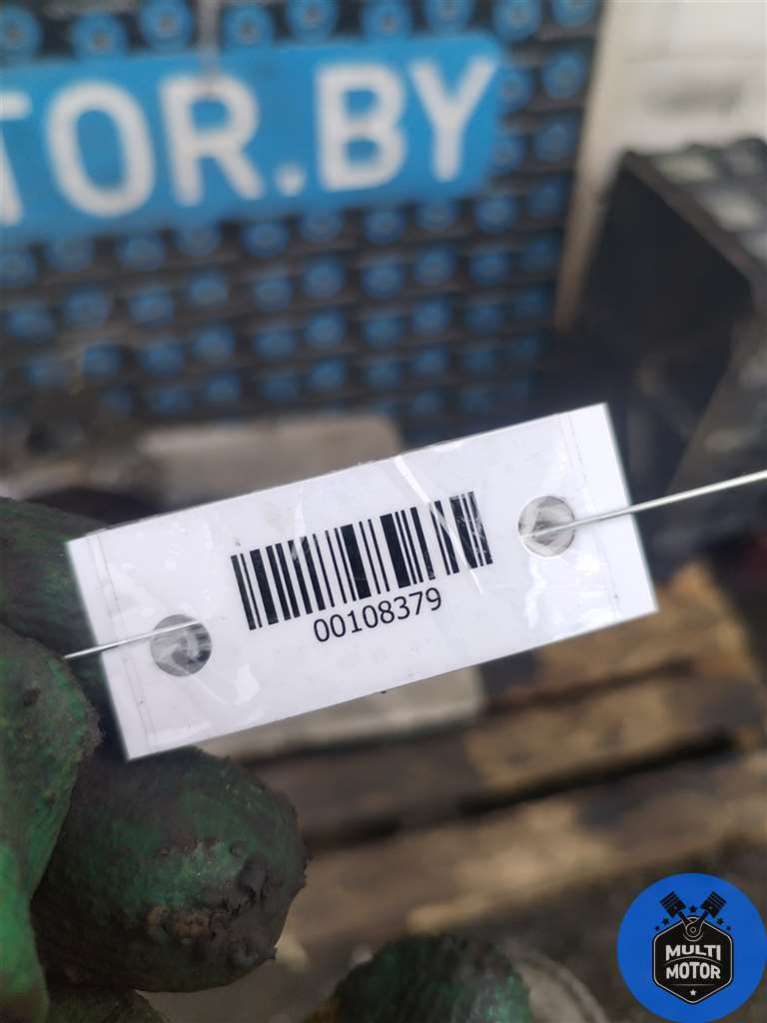 TOR.BY
00108379
MULTI
MOTOR